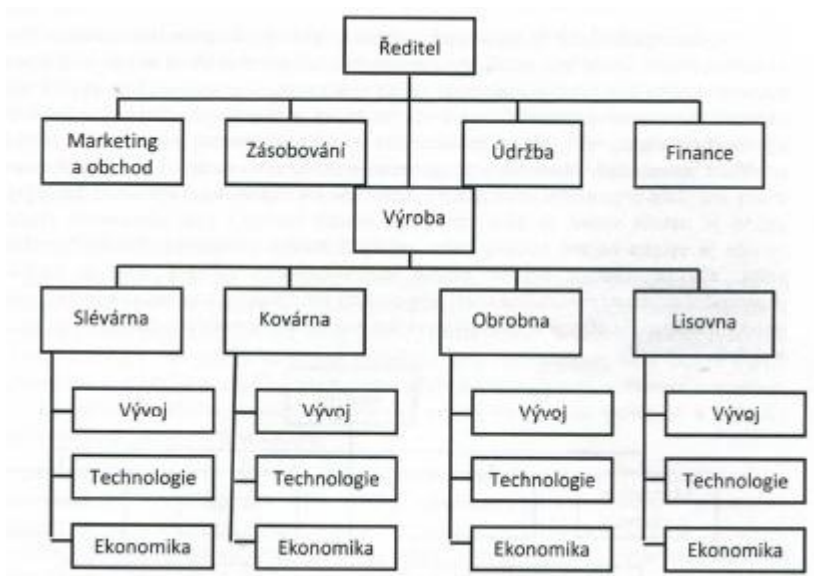 Ředitel
Marketing
a obchod
Zásobování
Údržba
Finance
Výroba
Slévárna
Kovárna
Obrobna
Lisovna
Vývoj
Vývoj
Vývoj
Vývoj
Technologie
Technologie
Technologie
Technologie
Ekonomika
Ekonomika
Ekonomika
Ekonomika